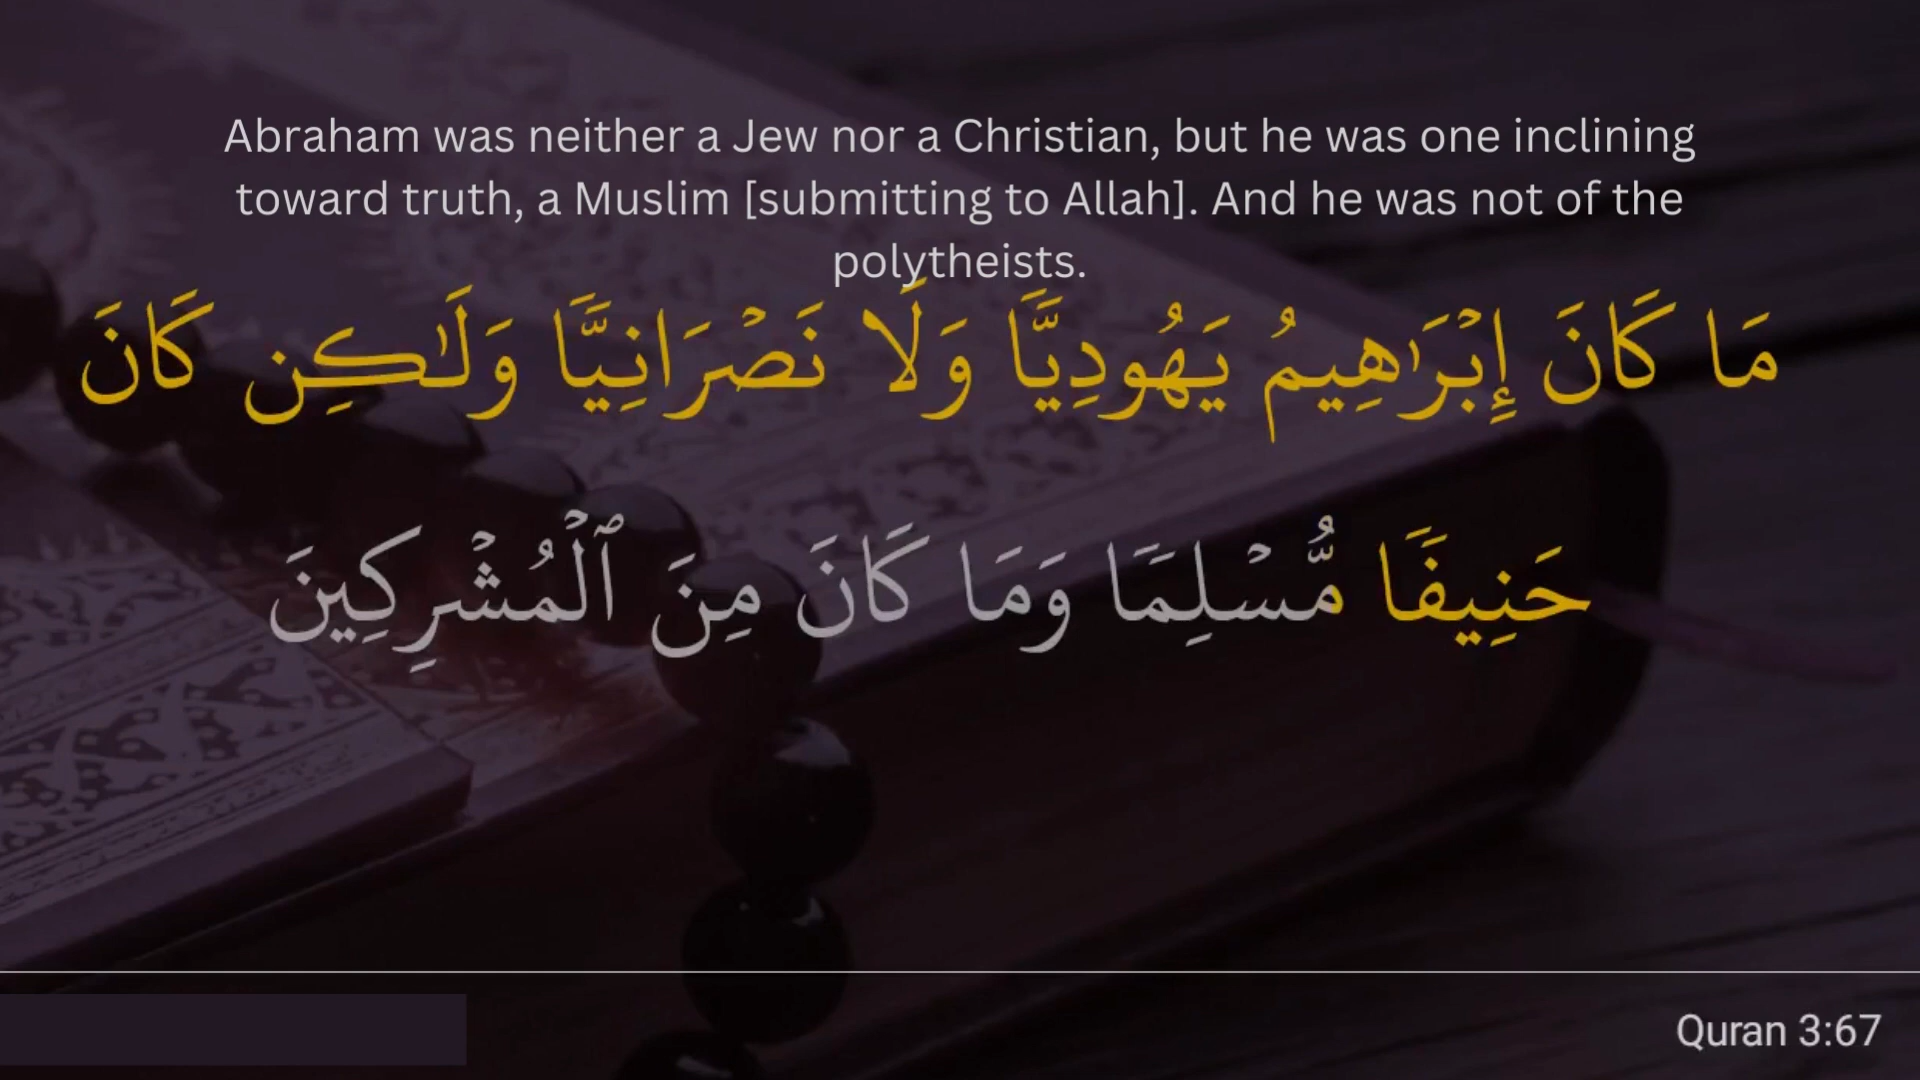 Abraham was neither a Jew nor a Christian, but he was one inclining
toward truth, a Muslim [submitting to Allah]. And he was not of the
polytheists.
مَا كَانَ إِبْرَٰهِيمُ يَهُودِيًّا وَلَا نَصْرَانِيًّا وَلَٰكِن كَانَ
حَنِيفًا مُّسْلِمًا وَمَا كَانَ مِنَ ٱلْمُشْرِكِينَ
Quran 3:67